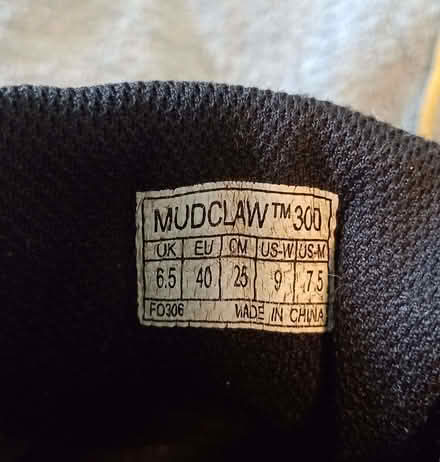 MUDCLAW™300
UK EU CM US-W US-M
6.5 40 25 9 7.5
FO306 MADE IN CHINA